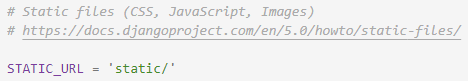 # Static files (CSS, JavaScript, Images)
# https://docs.djangoproject.com/en/5.0/howto/static-files/
STATIC_URL = 'static/'